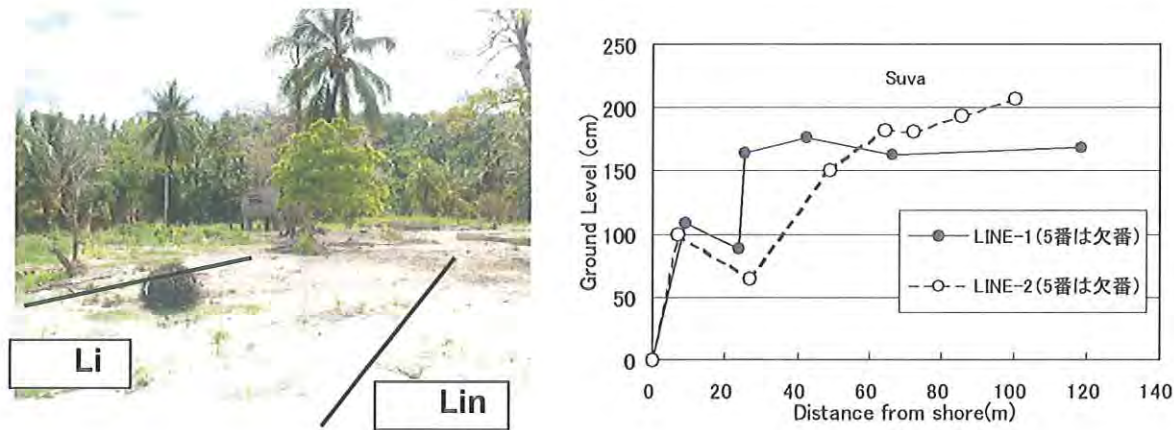 Li
Lin
Suva
Ground Level (cm)
250
200
150
100
50
0
LINE-1(5番は欠番)
LINE-2(5番は欠番)
0 20 40 60 80 100 120 140
Distance from shore(m)